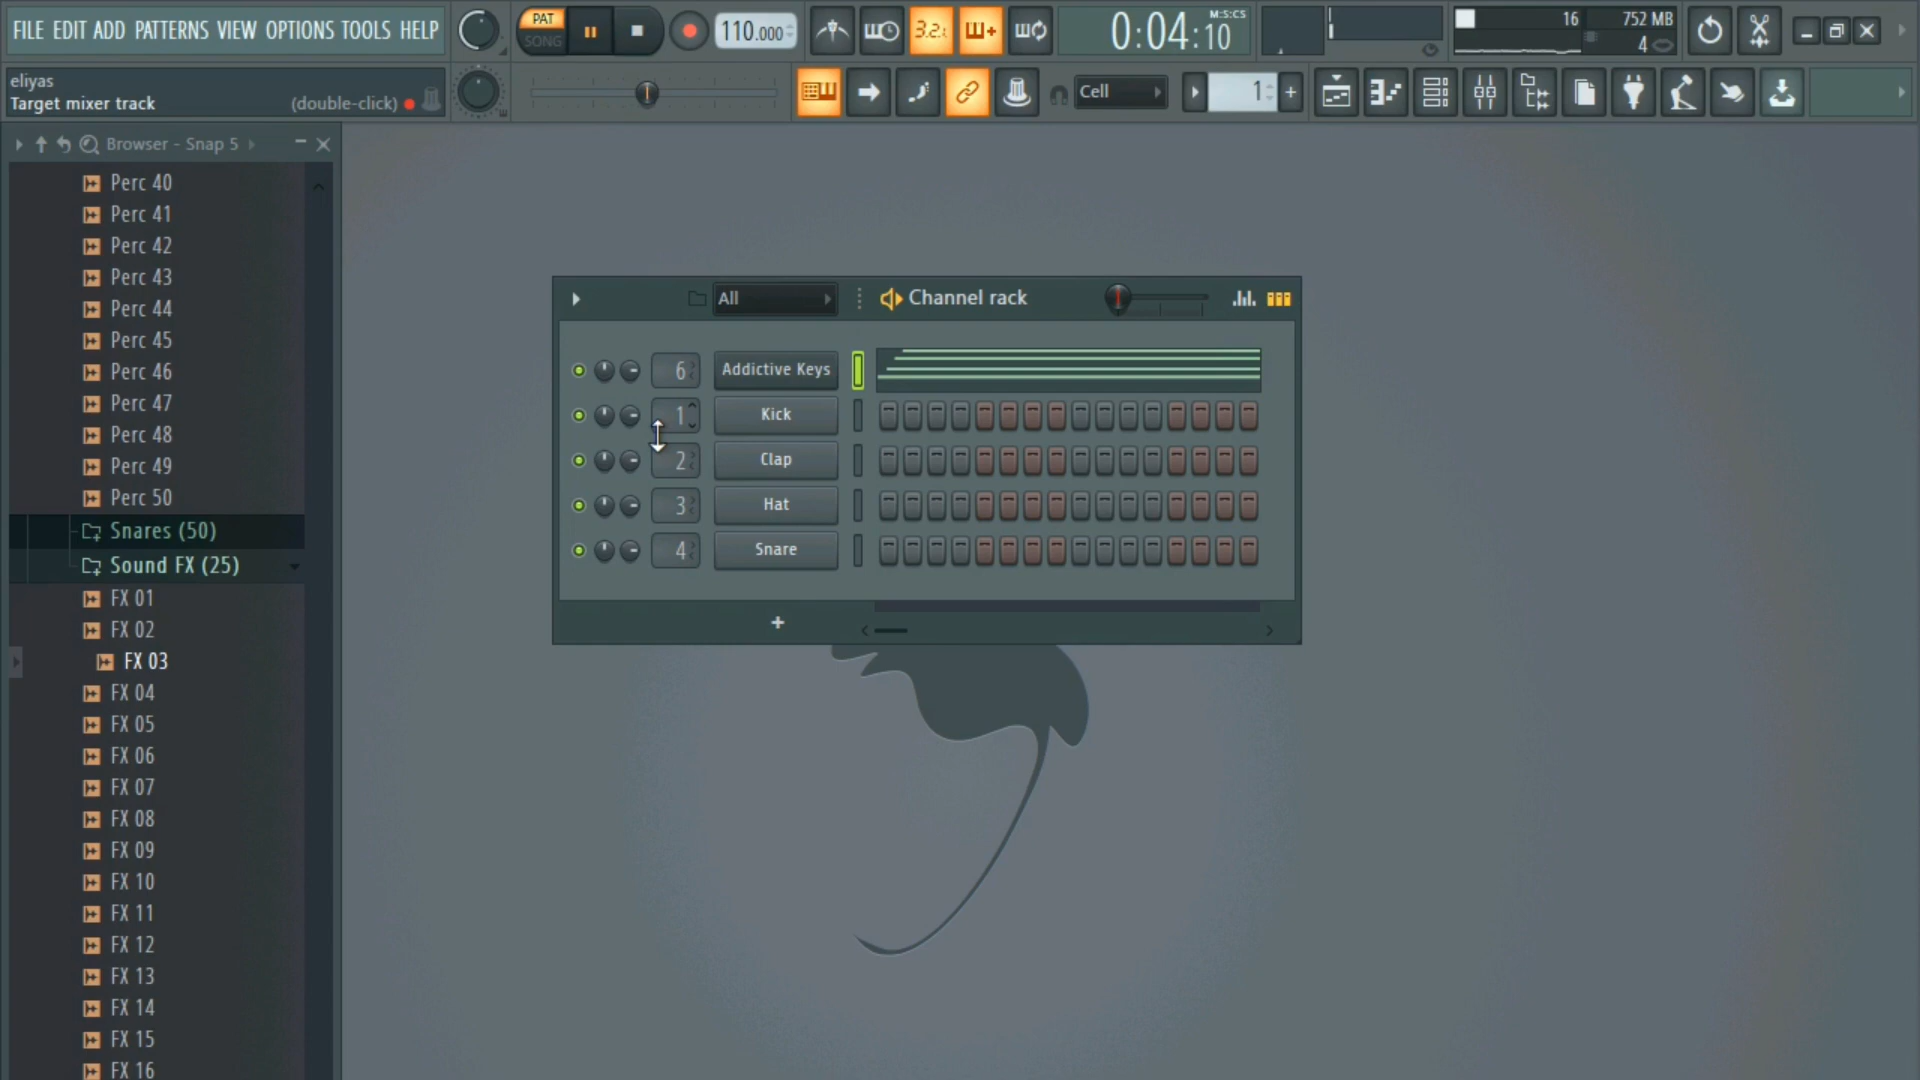 FILE EDIT ADD PATTERNS VIEW OPTIONS TOOLS HELP
PAT
SONG
110.000
3.2.
0:04:10
M:S:CS
16
752 MB
4
eliyas
Target mixer track
(double-click)
Cell
1
+
Browser - Snap 5
Perc 40
Perc 41
Perc 42
Perc 43
Perc 44
Perc 45
Perc 46
Perc 47
Perc 48
Perc 49
Perc 50
Snares (50)
Sound FX (25)
FX 01
FX 02
FX 03
FX 04
FX 05
FX 06
FX 07
FX 08
FX 09
FX 10
FX 11
FX 12
FX 13
FX 14
FX 15
FX 16
All
Channel rack
6 Addictive Keys
1 Kick
2 Clap
3 Hat
4 Snare
+